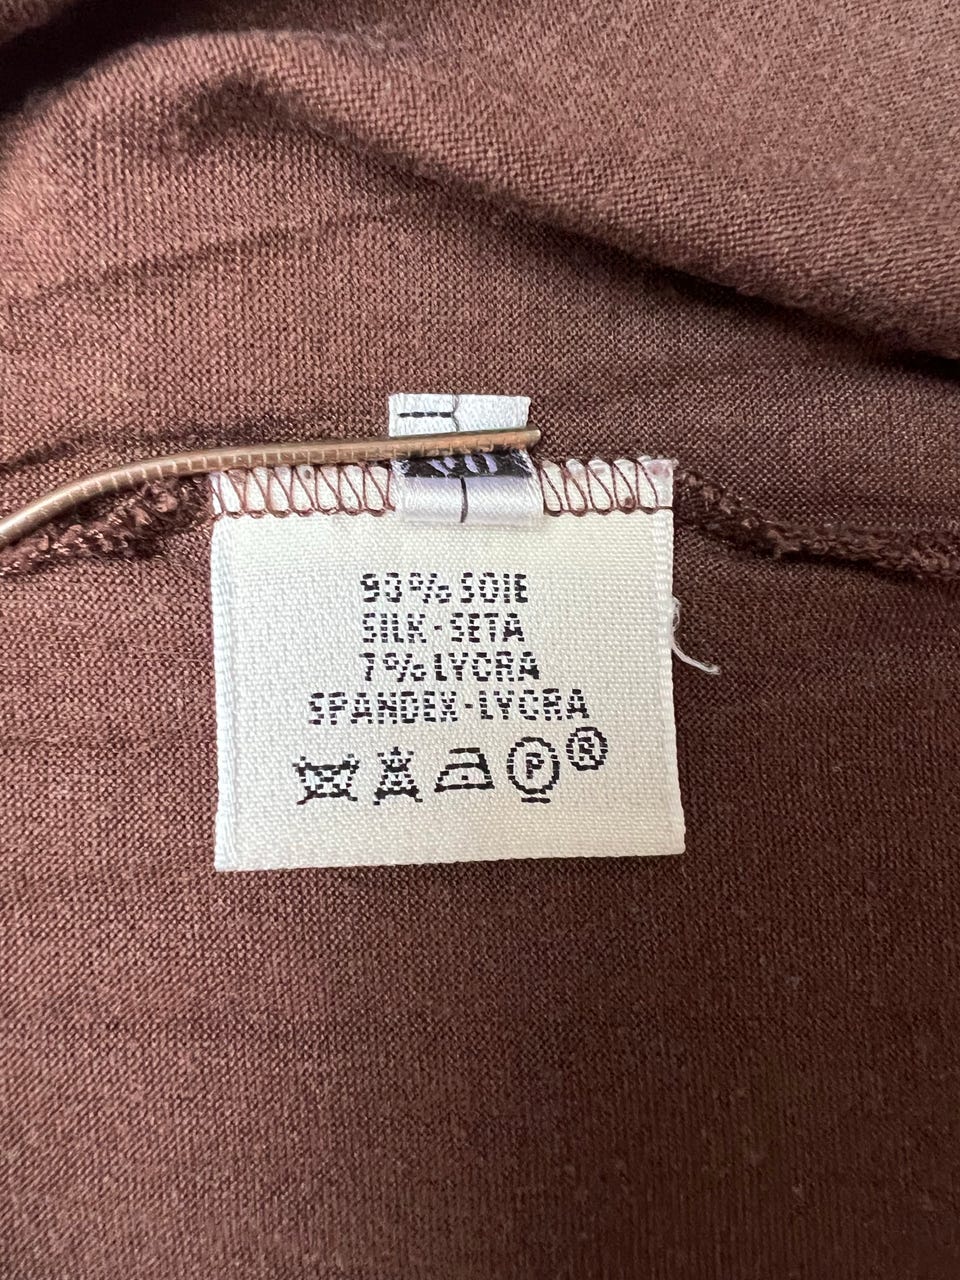 93% SOIE
SILK-SETA
7% LYCRA
SPANDEX-LYCRA
P ®